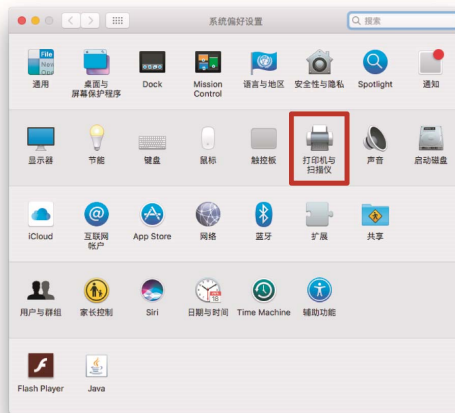 系统偏好设置
搜索
通用
桌面与
屏幕保护程序
Dock
Mission
Control
语言与地区
安全性与隐私
Spotlight
通知
显示器
节能
键盘
鼠标
触控板
打印机与
扫描仪
声音
启动磁盘
iCloud
互联网
帐户
App Store
网络
蓝牙
扩展
共享
用户与群组
家长控制
Siri
日期与时间
Time Machine
辅助功能
Flash Player
Java